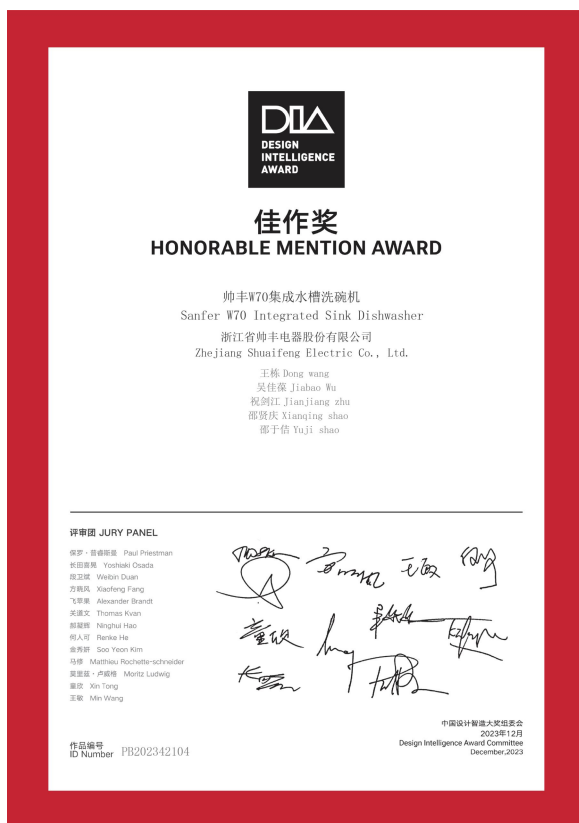 DIA
DESIGN
INTELLIGENCE
AWARD
佳作奖
HONORABLE MENTION AWARD
帅丰W70集成水槽洗碗机
Sanfer W70 Integrated Sink Dishwasher
浙江省帅丰电器股份有限公司
Zhejiang Shuaifeng Electric Co., Ltd.
王栋 Dong wang
吴佳葆 Jiabao Wu
祝剑江 Jianjiang zhu
邵贤庆 Xianqing shao
邵于佶 Yuji shao
评审团 JURY PANEL
保罗·普睿斯曼 Paul Priestman
长田喜晃 Yoshiaki Osada
段卫斌 Weibin Duan
方晓风 Xiaofeng Fang
飞苹果 Alexander Brandt
关道文 Thomas Kvan
郝凝辉 Ninghui Hao
何人可 Renke He
金秀妍 Soo Yeon Kim
马修 Matthieu Rochette-schneider
莫里茲·卢威格 Moritz Ludwig
童欣 Xin Tong
王敏 Min Wang
童欣
王敏
中国设计智造大奖组委会
2023年12月
Design Intelligence Award Committee
December,2023
作品编号
ID Number PB202342104